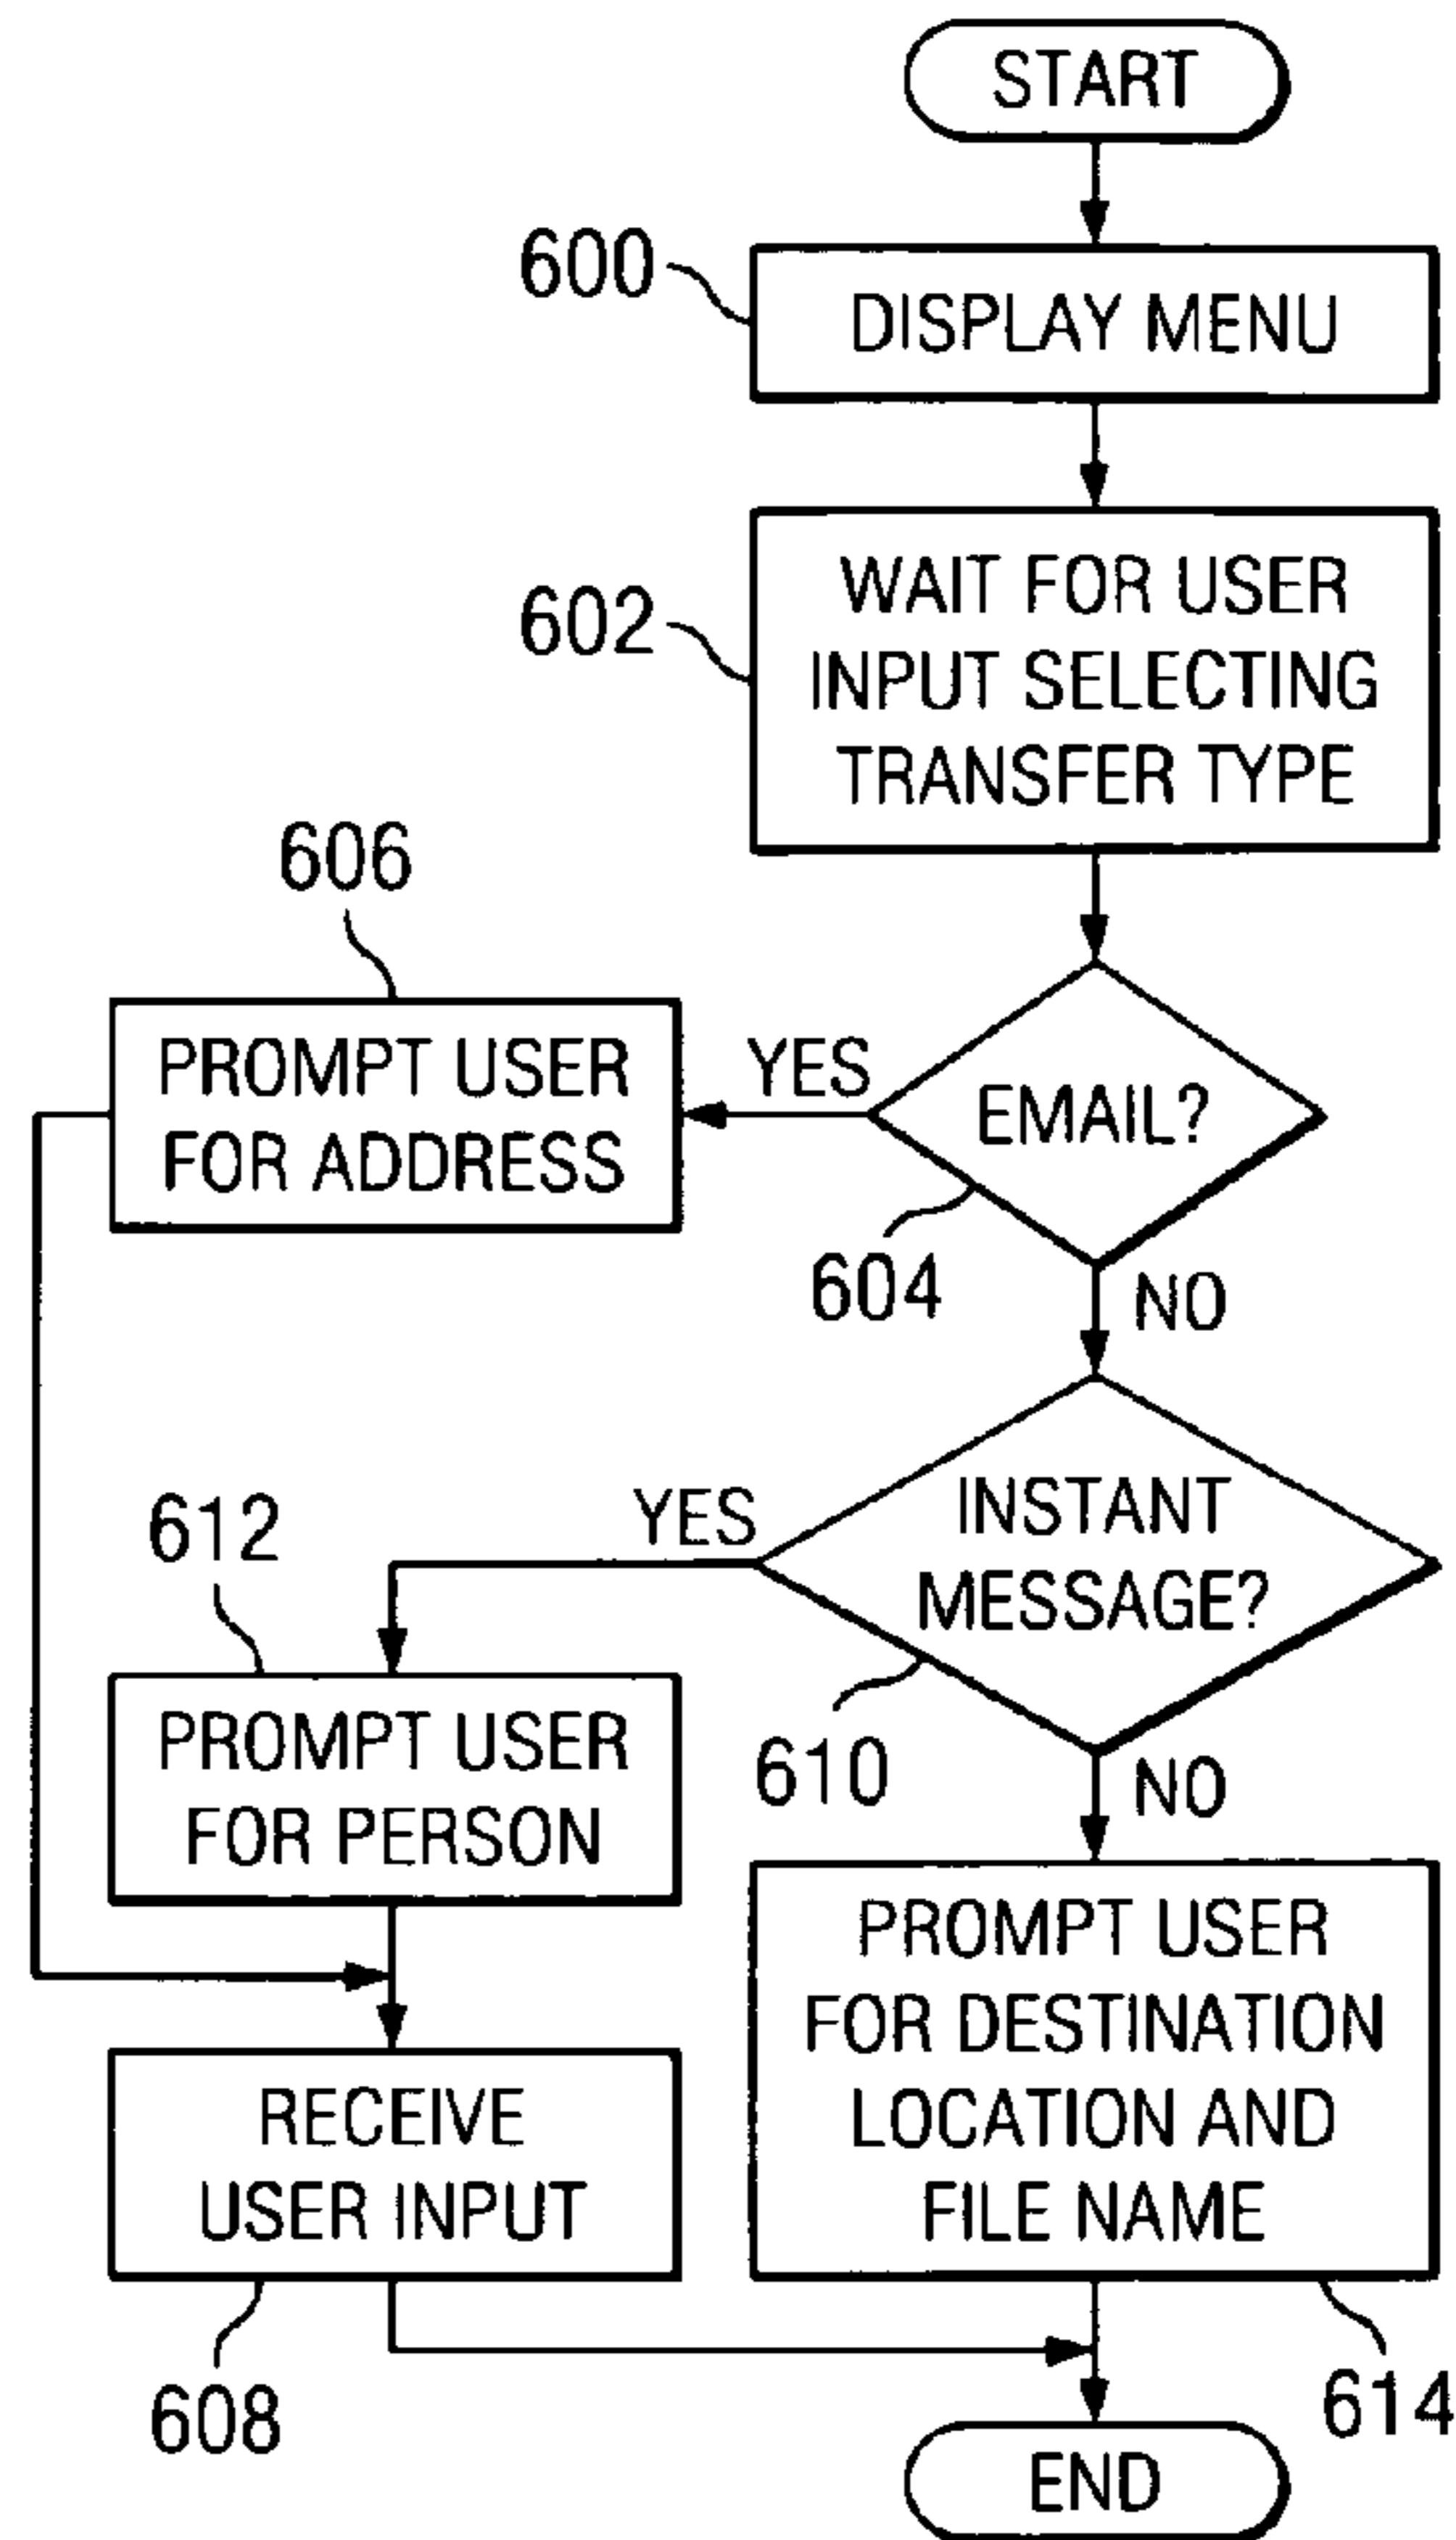 START
600
DISPLAY MENU
602
WAIT FOR USER
INPUT SELECTING
TRANSFER TYPE
606
PROMPT USER
FOR ADDRESS
YES
EMAIL?
604
NO
612
YES
INSTANT
MESSAGE?
610
NO
PROMPT USER
FOR PERSON
PROMPT USER
FOR DESTINATION
LOCATION AND
FILE NAME
RECEIVE
USER INPUT
608
614
END